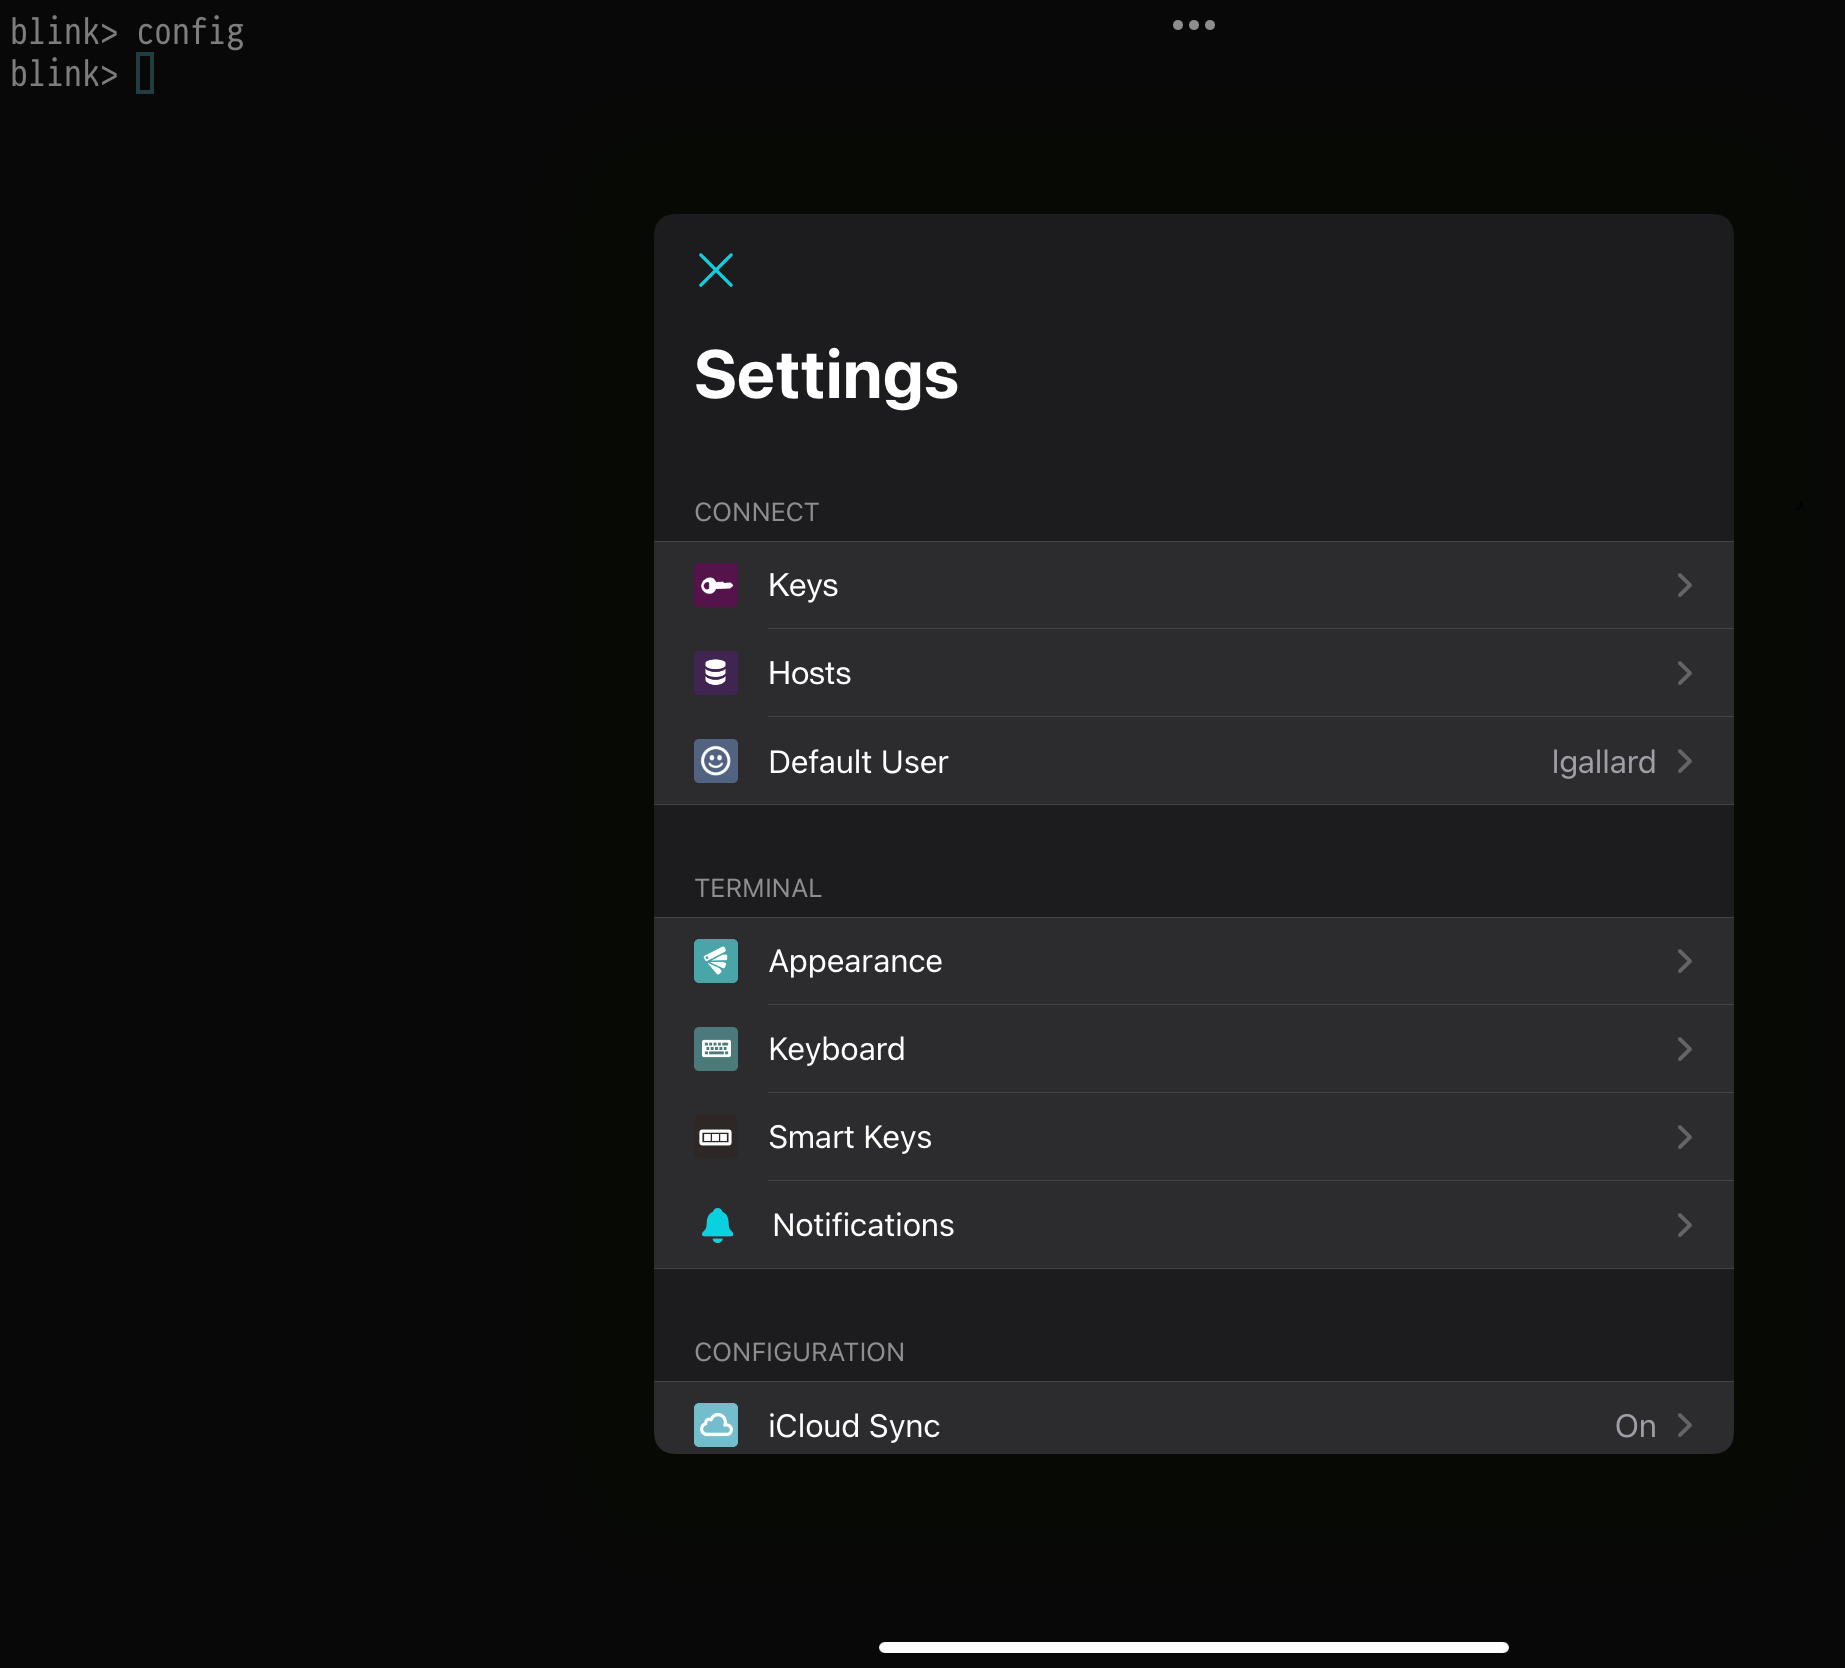 blink> config
blink>
Settings
CONNECT
Keys
Hosts
Default User lgallard
TERMINAL
Appearance
Keyboard
Smart Keys
Notifications
CONFIGURATION
iCloud Sync On